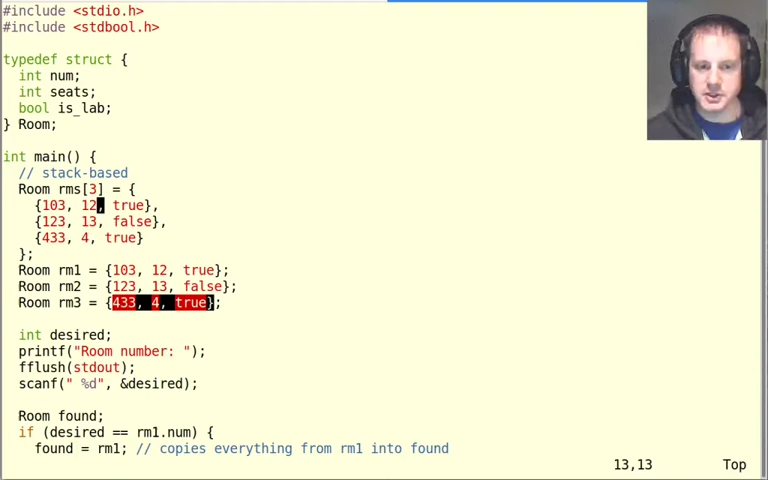 #include <stdio.h>
#include <stdbool.h>

typedef struct {
  int num;
  int seats;
  bool is_lab;
} Room;

int main() {
  // stack-based
  Room rms[3] = {
    {103, 12, true},
    {123, 13, false},
    {433, 4, true}
  };
  Room rm1 = {103, 12, true};
  Room rm2 = {123, 13, false};
  Room rm3 = {433, 4, true};

  int desired;
  printf("Room number: ");
  fflush(stdout);
  scanf(" %d", &desired);

  Room found;
  if (desired == rm1.num) {
    found = rm1; // copies everything from rm1 into found
13,13 Top